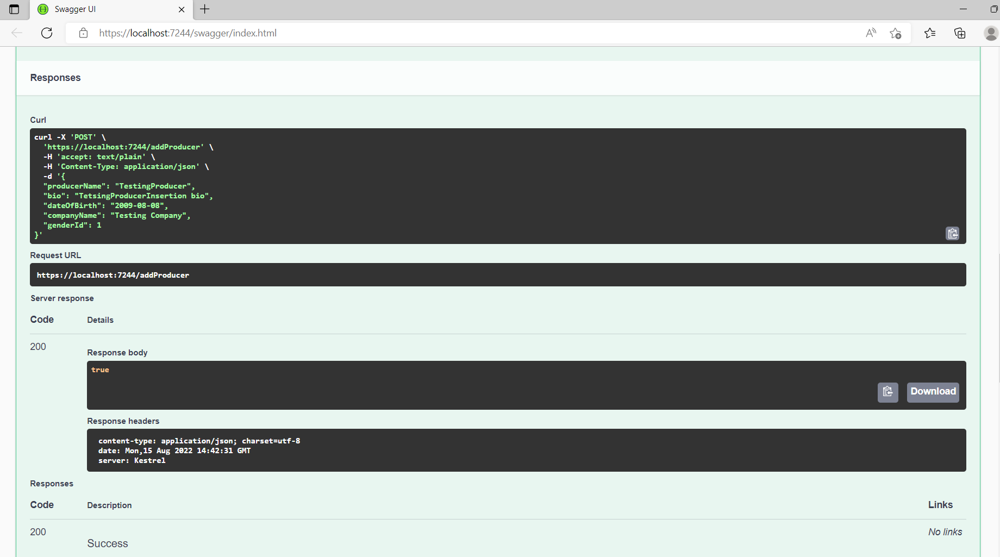 Swagger UI
https://localhost:7244/swagger/index.html
Responses
Curl
curl -X 'POST' \
'https://localhost:7244/addProducer' \
-H 'accept: text/plain' \
-H 'Content-Type: application/json' \
-d '{
"producerName": "TestingProducer",
"bio": "TetsingProducerInsertion bio",
"dateOfBirth": "2009-08-08",
"companyName": "Testing Company",
"genderId": 1
}'
Request URL
https://localhost:7244/addProducer
Server response
Code Details
200
Response body
true
Download
Response headers
content-type: application/json; charset=utf-8
date: Mon,15 Aug 2022 14:42:31 GMT
server: Kestrel
Responses
Code Description Links
200 No links
Success